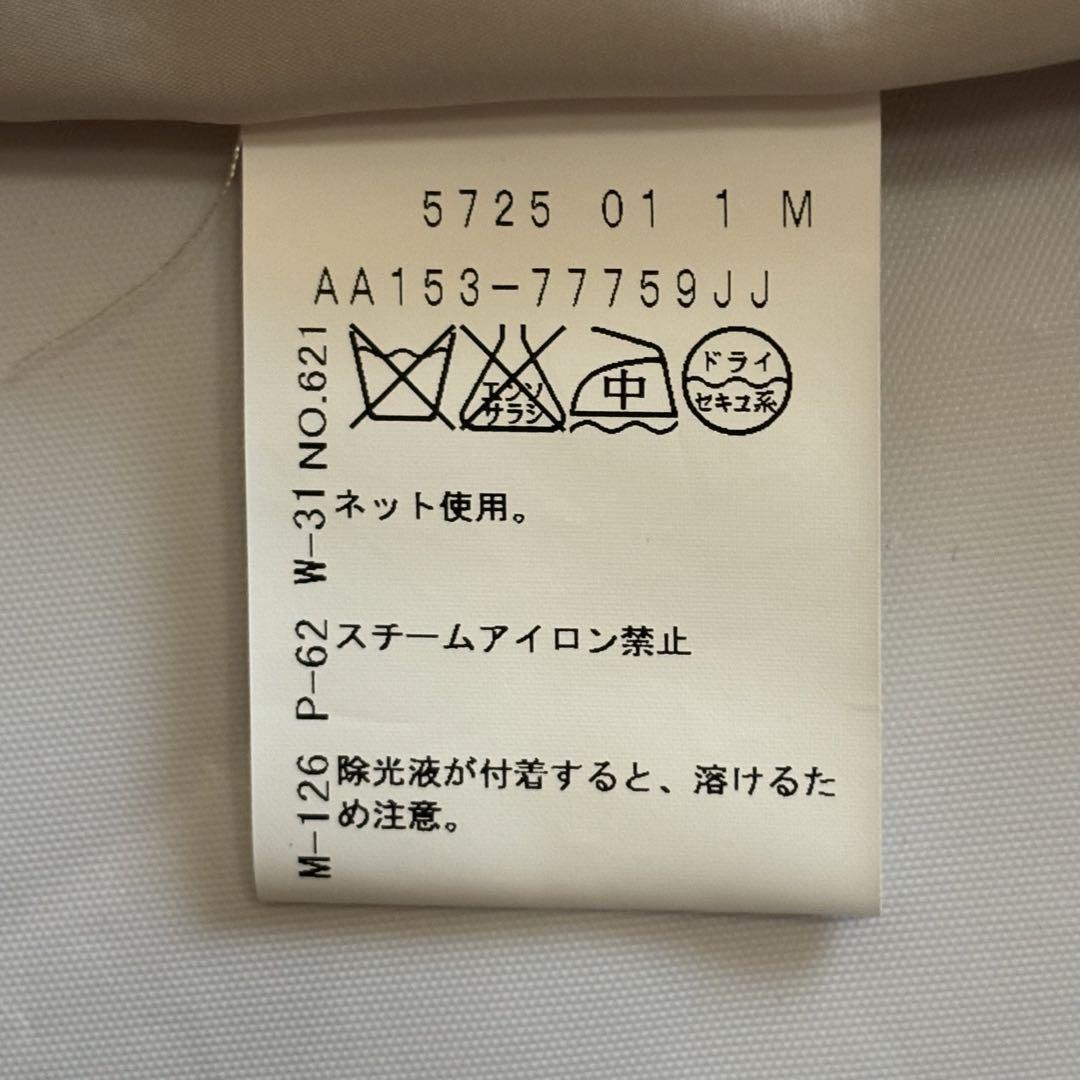 5725 01 1 M
AA153-77759JJ
エンソ
サラシ
中
ドライ
セキユ系
ネット使用。
スチームアイロン禁止
除光液が付着すると、溶けるた
め注意。
M-126 P-62 W-31 NO.621